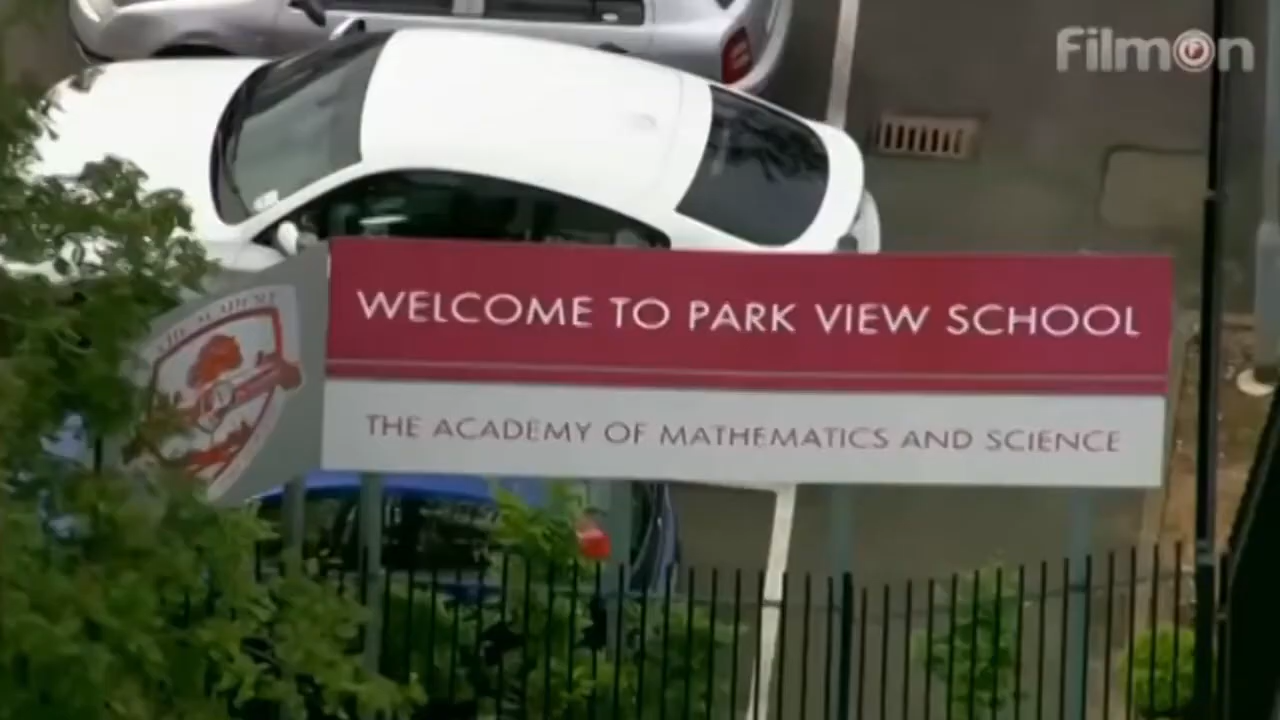 FilmOn
WELCOME TO PARK VIEW SCHOOL
THE ACADEMY OF MATHEMATICS AND SCIENCE